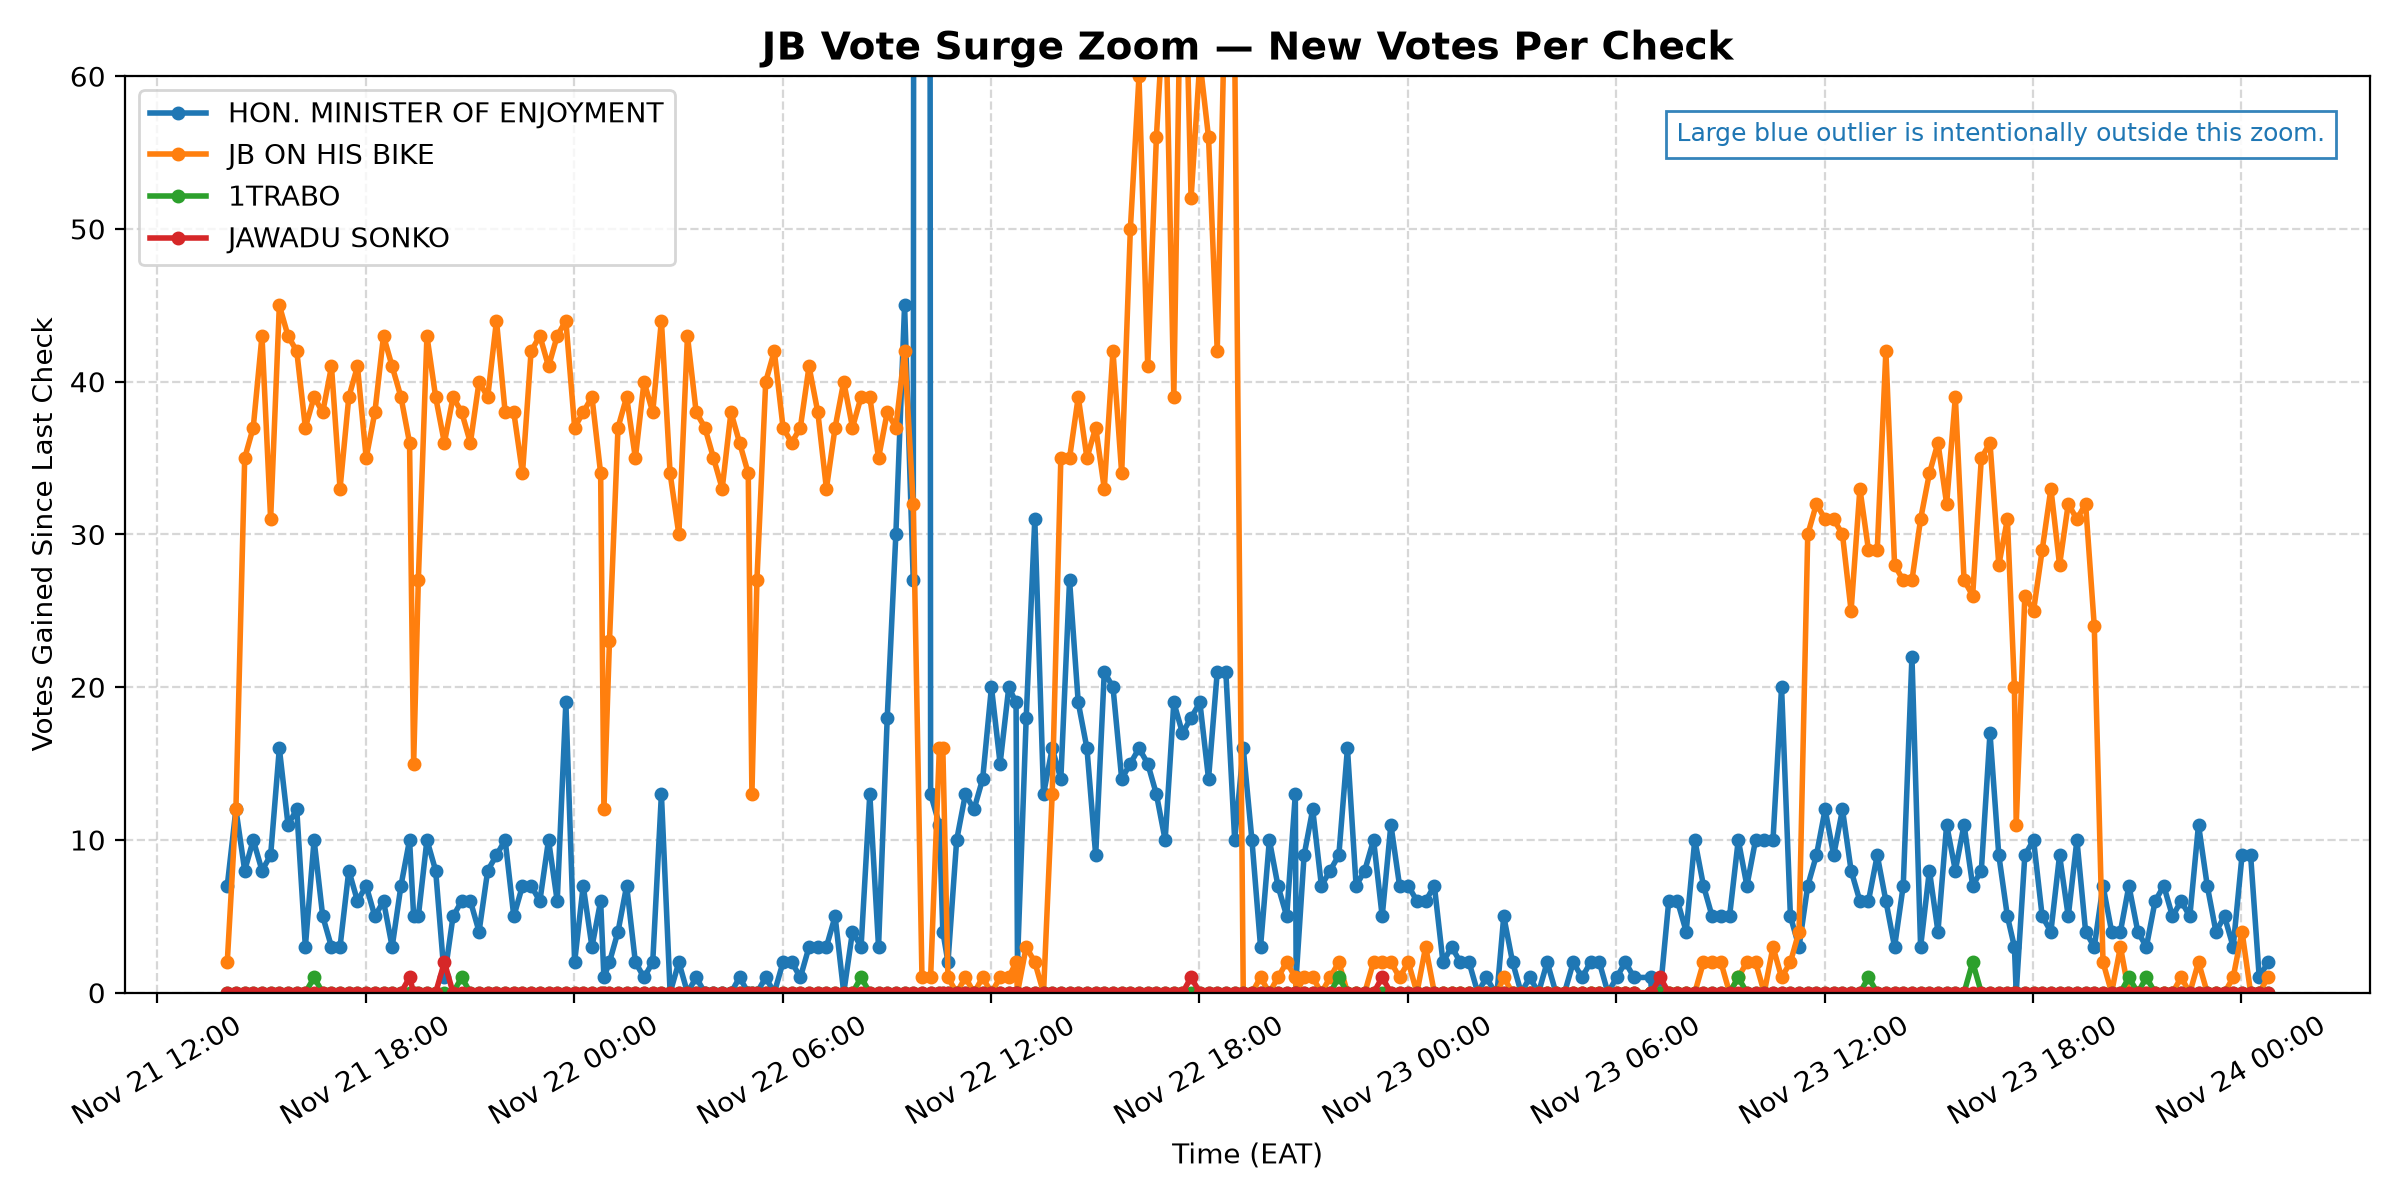 JB Vote Surge Zoom — New Votes Per Check
60
50
40
30
20
10
0
Votes Gained Since Last Check
HON. MINISTER OF ENJOYMENT
JB ON HIS BIKE
1TRABO
JAWADU SONKO
Large blue outlier is intentionally outside this zoom.
Nov 21 12:00
Nov 21 18:00
Nov 22 00:00
Nov 22 06:00
Nov 22 12:00
Nov 22 18:00
Nov 23 00:00
Nov 23 06:00
Nov 23 12:00
Nov 23 18:00
Nov 24 00:00
Time (EAT)